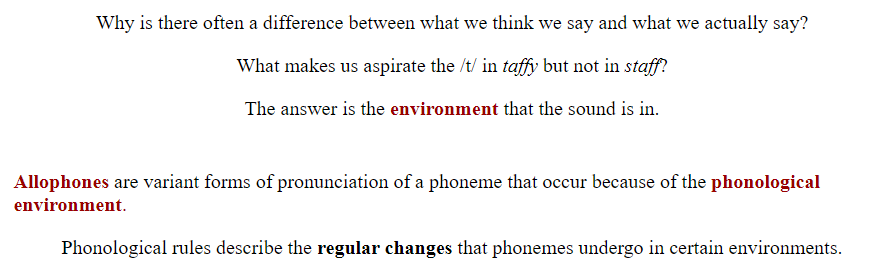 Why is there often a difference between what we think we say and what we actually say?
What makes us aspirate the /t/ in taffy but not in staff?
The answer is the environment that the sound is in.
Allophones are variant forms of pronunciation of a phoneme that occur because of the phonological
environment.
Phonological rules describe the regular changes that phonemes undergo in certain environments.